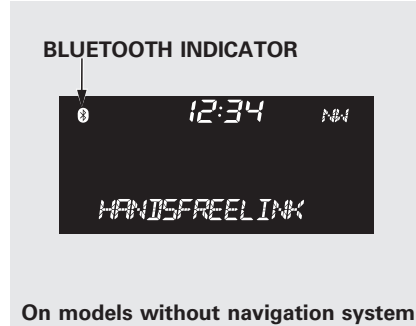 BLUETOOTH INDICATOR
12:34 NW
HANDSFREELINK
On models without navigation system